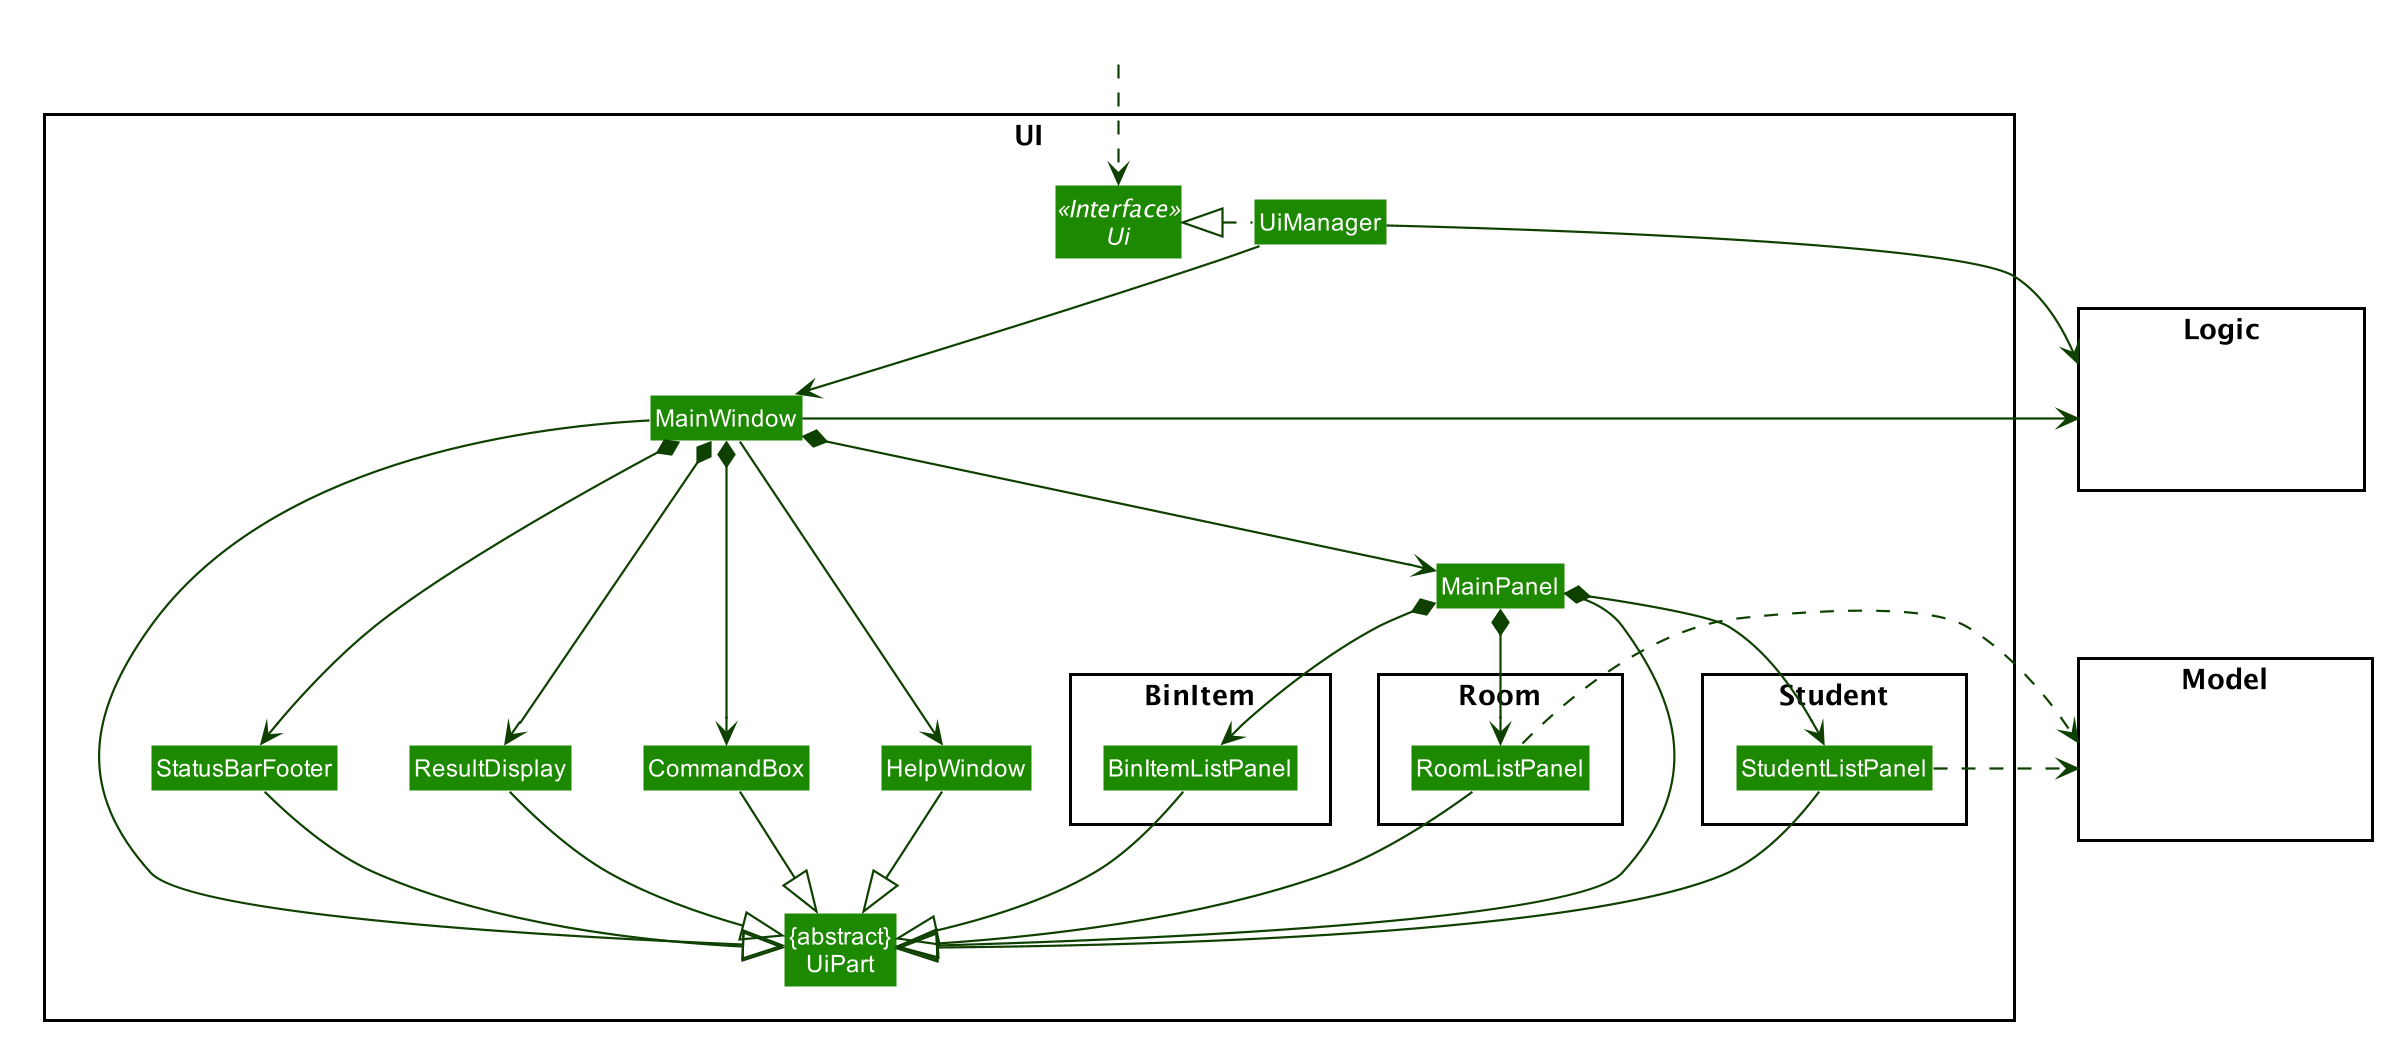 UI
«Interface»
Ui
UiManager
Logic
MainWindow
MainPanel
Model
BinItem
Room
Student
StatusBarFooter
ResultDisplay
CommandBox
HelpWindow
BinItemListPanel
RoomListPanel
StudentListPanel
{abstract}
UiPart